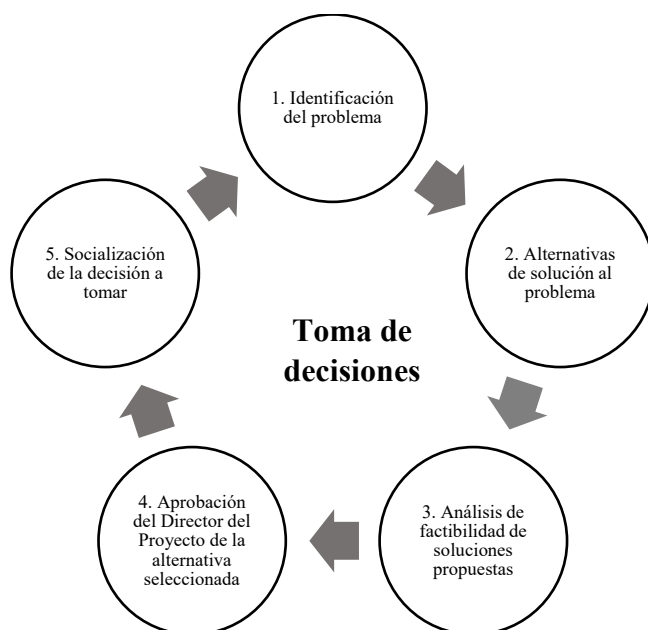 1. Identificación
del problema
2. Alternativas
de solución al
problema
3. Análisis de
factibilidad de
soluciones
propuestas
4. Aprobación
del Director del
Proyecto de la
alternativa
seleccionada
5. Socialización
de la decisión a
tomar
Toma de
decisiones